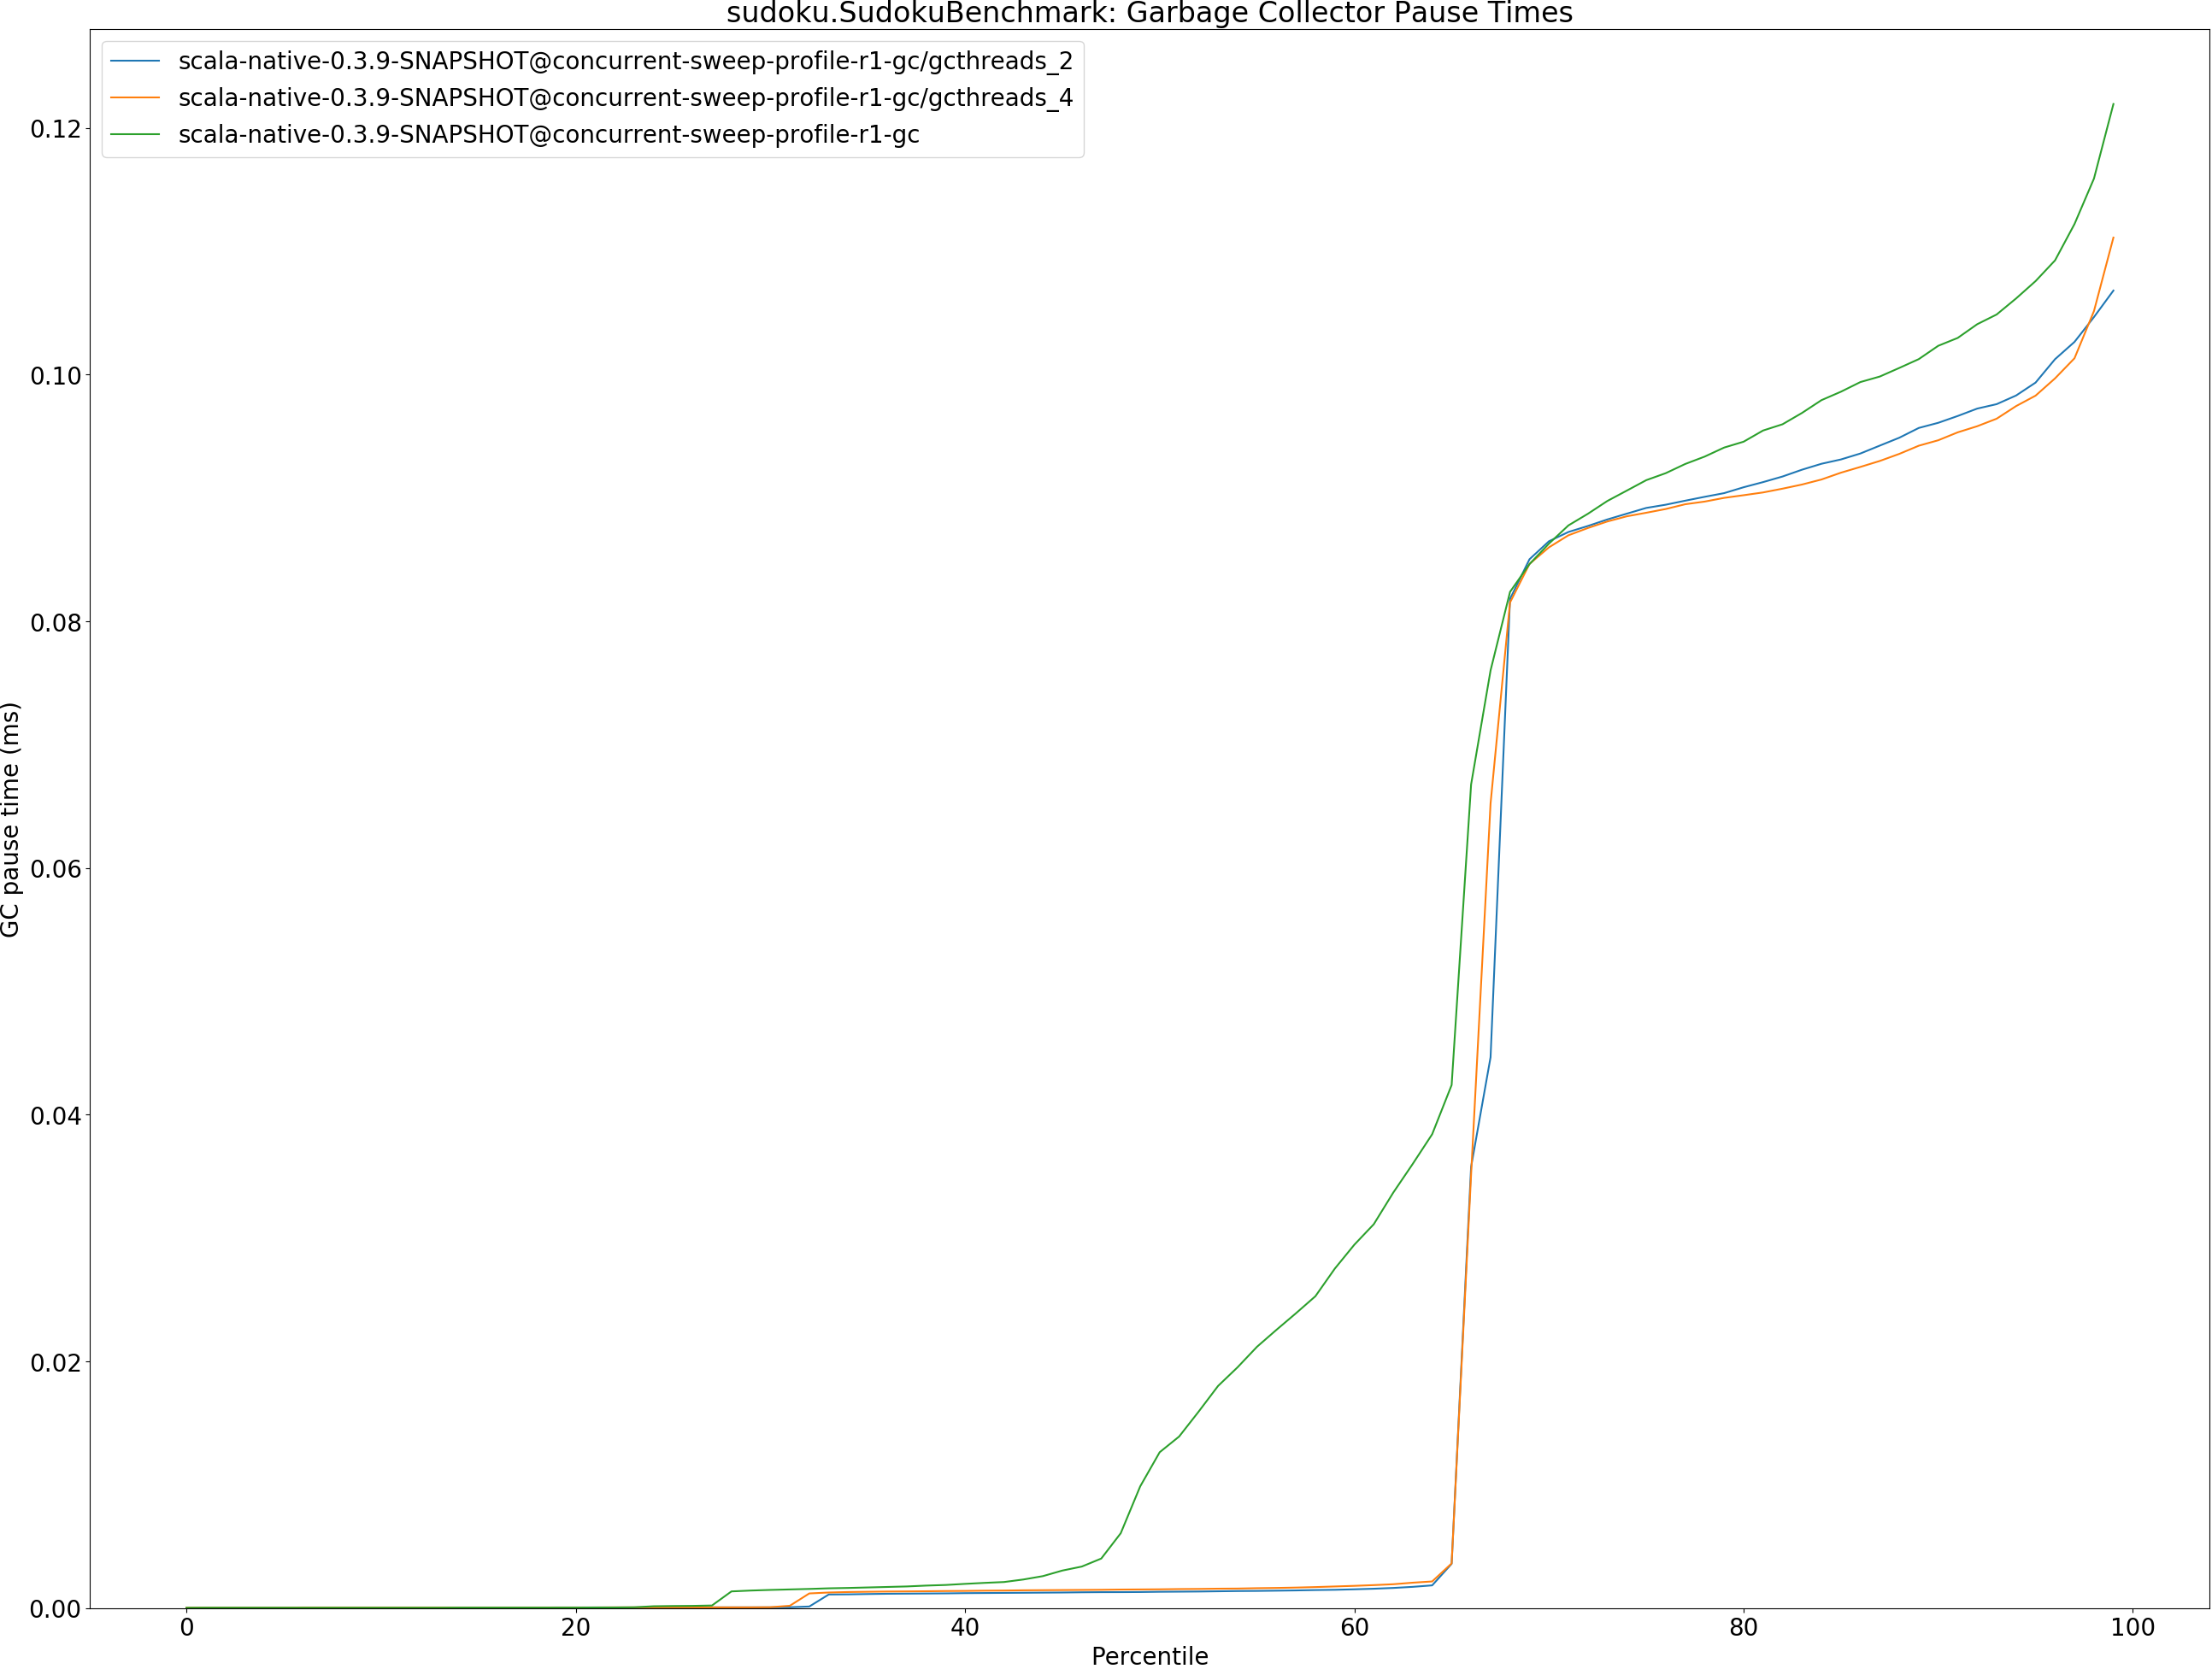 sudoku.SudokuBenchmark: Garbage Collector Pause Times
scala-native-0.3.9-SNAPSHOT@concurrent-sweep-profile-r1-gc/gcthreads_2
scala-native-0.3.9-SNAPSHOT@concurrent-sweep-profile-r1-gc/gcthreads_4
scala-native-0.3.9-SNAPSHOT@concurrent-sweep-profile-r1-gc
0.12
0.10
0.08
0.06
0.04
0.02
0.00
GC pause time (ms)
0 20 40 60 80 100
Percentile